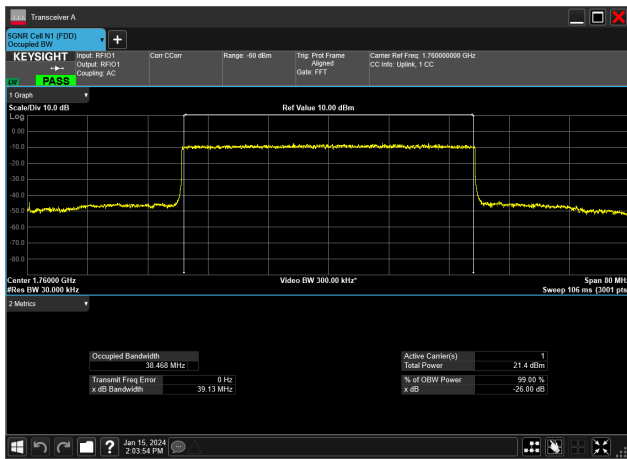 Transceiver A
5GNR Cell N1 (FDD)
Occupied BW
KEYSIGHT
LNI
PASS
Input: RFIO1
Output: RFIO1
Coupling: AC
Corr CCorr
Range: -60 dBm
Trig: Prot Frame
Aligned
Gate: FFT
Carrier Ref Freq: 1.760000000 GHz
CC Info: Uplink, 1 CC
1 Graph
Scale/Div 10.0 dB
Ref Value 10.00 dBm
Log
0.00
-10.0
-20.0
-30.0
-40.0
-50.0
-60.0
-70.0
-80.0
Center 1.76000 GHz
Video BW 300.00 kHz*
Span 80 MHz
#Res BW 30.000 kHz
Sweep 106 ms (3001 pts
2 Metrics
Occupied Bandwidth
38.468 MHz
Transmit Freq Error 0 Hz
x dB Bandwidth 39.13 MHz
Active Carrier(s) 1
Total Power 21.4 dBm
% of OBW Power 99.00 %
x dB -26.00 dB
Jan 15, 2024
2:03:54 PM